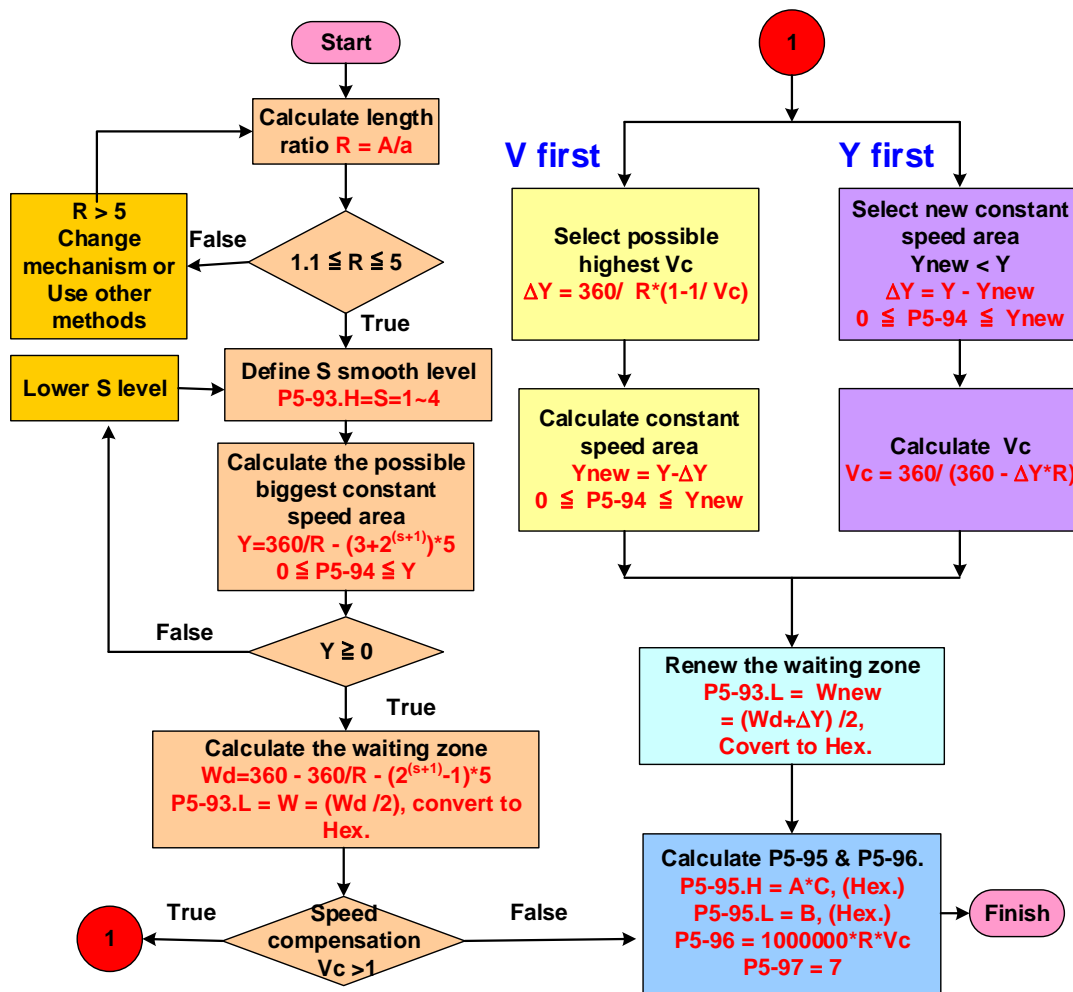 Start
Calculate length
ratio R = A/a
R > 5
Change
mechanism or
Use other
methods
False
1.1 ≦ R ≦ 5
True
Lower S level
Define S smooth level
P5-93.H=S=1~4
Calculate the possible
biggest constant
speed area
Y=360/R - (3+2^(s+1))*5
0 ≦ P5-94 ≦ Y
False
Y ≧ 0
True
Calculate the waiting zone
Wd=360 - 360/R - (2^(s+1)-1)*5
P5-93.L = W = (Wd /2), convert to
Hex.
True
1
Speed
compensation
Vc >1
False
1
V first
Y first
Select possible
highest Vc
ΔY = 360/ R*(1-1/ Vc)
Calculate constant
speed area
Ynew = Y-ΔY
0 ≦ P5-94 ≦ Ynew
Select new constant
speed area
Ynew < Y
ΔY = Y - Ynew
0 ≦ P5-94 ≦ Ynew
Calculate Vc
Vc = 360/ (360 - ΔY*R)
Renew the waiting zone
P5-93.L = Wnew
= (Wd+ΔY) /2,
Covert to Hex.
Calculate P5-95 & P5-96.
P5-95.H = A*C, (Hex.)
P5-95.L = B, (Hex.)
P5-96 = 1000000*R*Vc
P5-97 = 7
Finish